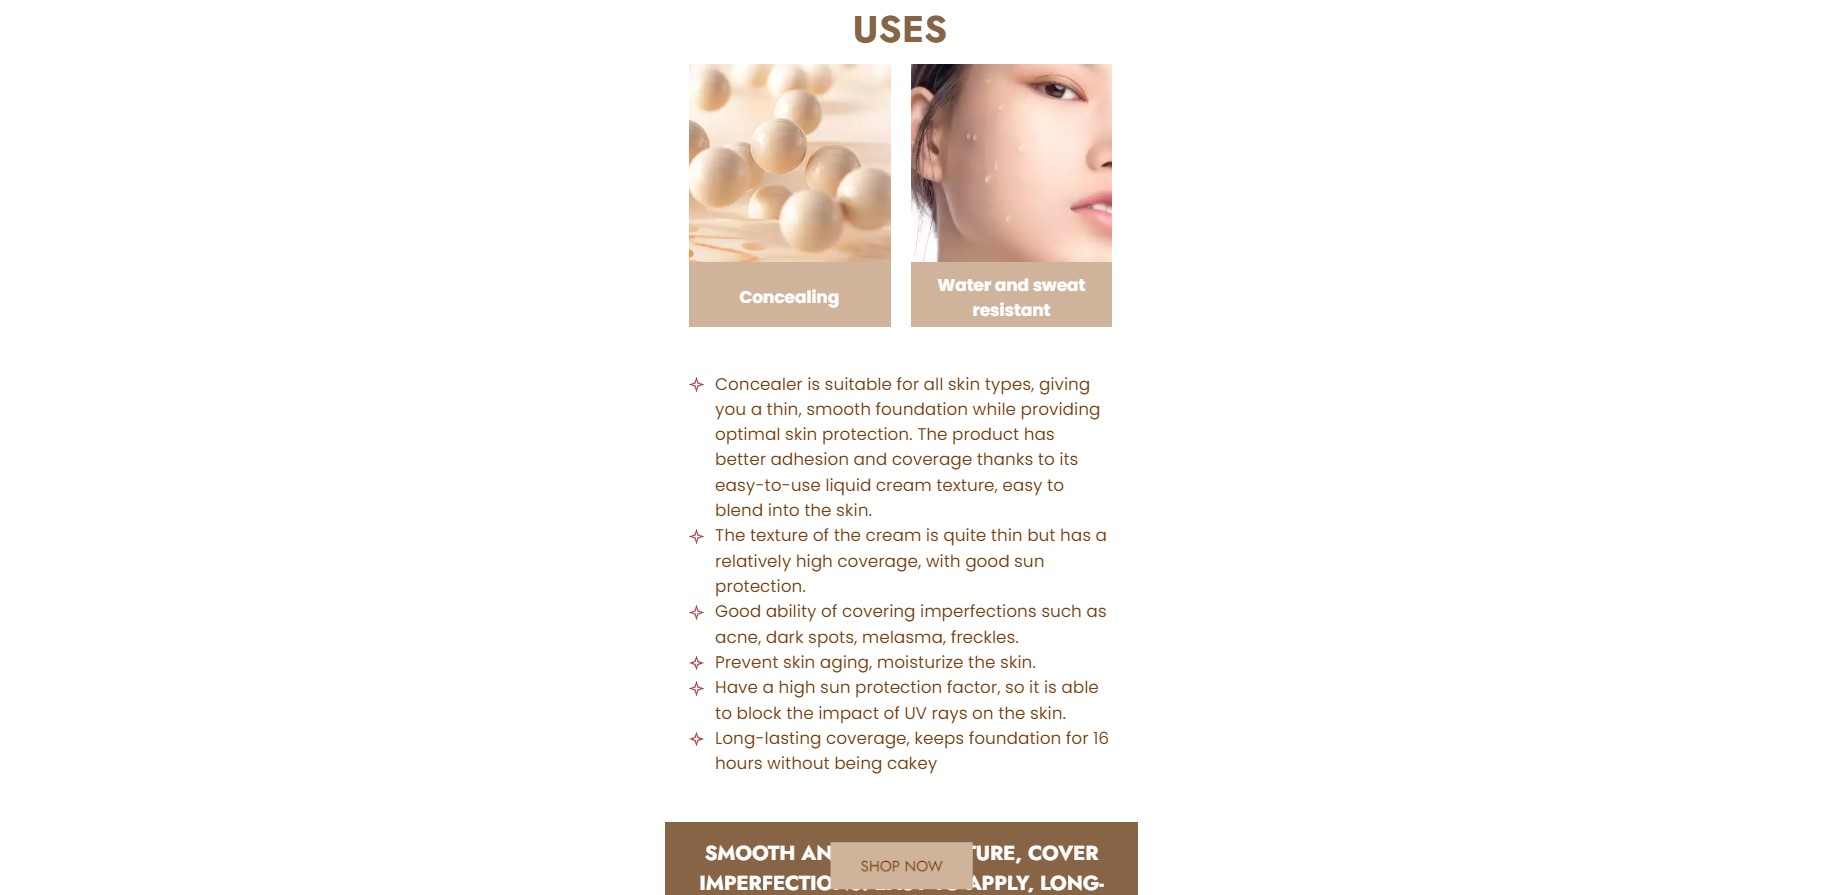 USES
Concealing
Water and sweat
resistant
Concealer is suitable for all skin types, giving
you a thin, smooth foundation while providing
optimal skin protection. The product has
better adhesion and coverage thanks to its
easy-to-use liquid cream texture, easy to
blend into the skin.
The texture of the cream is quite thin but has a
relatively high coverage, with good sun
protection.
Good ability of covering imperfections such as
acne, dark spots, melasma, freckles.
Prevent skin aging, moisturize the skin.
Have a high sun protection factor, so it is able
to block the impact of UV rays on the skin.
Long-lasting coverage, keeps foundation for 16
hours without being cakey
SMOOTH COVER
SHOP NOW
LONG-